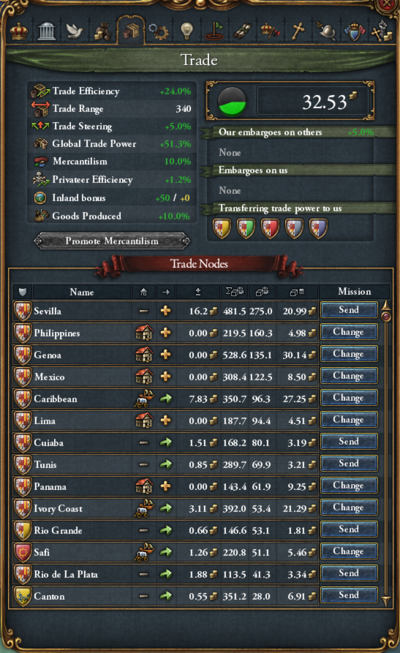 Trade
Trade Efficiency +24.0%
Trade Range 340
Trade Steering +5.0%
Global Trade Power +51.3%
Mercantilism 10.0%
Privateer Efficiency +1.2%
Inland bonus +50 / +0
Goods Produced +10.0%
Promote Mercantilism
32.53
Our embargoes on others +5.0%
None
Embargoes on us
None
Transferring trade power to us
Trade Nodes
Name Mission
Sevilla 16.2 481.5 275.0 20.99 Send
Philippines 0.00 219.5 160.3 4.98 Change
Genoa 0.00 528.6 135.1 30.14 Change
Mexico 0.00 308.4 122.5 8.50 Change
Caribbean 7.83 350.7 96.3 27.25 Change
Lima 0.00 187.7 94.4 4.51 Change
Cuiaba 1.51 168.2 80.1 3.19 Send
Tunis 0.85 289.7 69.9 3.21 Send
Panama 0.00 143.4 61.9 9.25 Change
Ivory Coast 3.11 392.0 53.4 21.29 Change
Rio Grande 0.66 146.6 53.1 1.81 Send
Safi 1.26 220.8 51.1 5.46 Change
Rio de La Plata 1.88 113.5 41.3 3.34 Send
Canton 0.55 351.2 28.0 6.91 Send